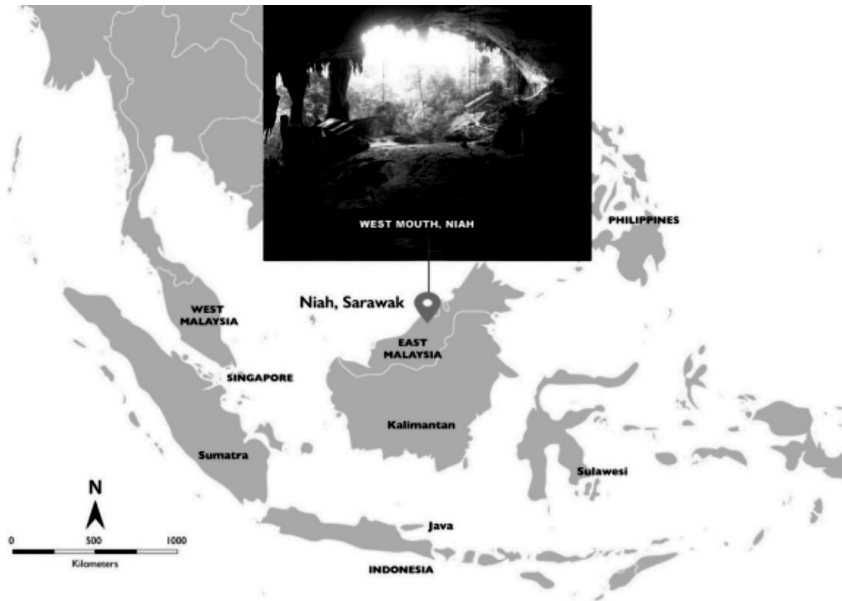 WEST MOUTH, NIAH
PHILIPPINES
Niah, Sarawak
WEST
MALAYSIA
EAST
MALAYSIA
SINGAPORE
Kalimantan
Sumatra
Sulawesi
N
Java
0 500 1000
Kilometers
INDONESIA